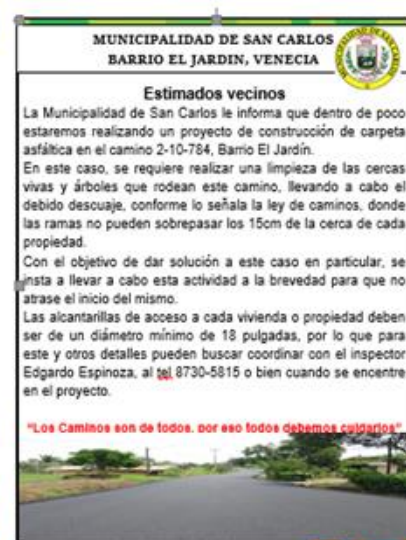 MUNICIPALIDAD DE SAN CARLOS
BARRIO EL JARDIN, VENECIA
Estimados vecinos
La Municipalidad de San Carlos le informa que dentro de poco
estaremos realizando un proyecto de construcción de carpeta
asfáltica en el camino 2-10-784, Barrio El Jardín.
En este caso, se requiere realizar una limpieza de las cercas
vivas y árboles que rodean este camino, llevando a cabo el
debido descuaje, conforme lo señala la ley de caminos, donde
las ramas no pueden sobrepasar los 15cm de la cerca de cada
propiedad.
Con el objetivo de dar solución a este caso en particular, se
insta a llevar a cabo esta actividad a la brevedad para que no
atrase el inicio del mismo.
Las alcantarillas de acceso a cada vivienda o propiedad deben
ser de un diámetro mínimo de 18 pulgadas, por lo que para
este y otros detalles pueden buscar coordinar con el inspector
Edgardo Espinoza, al tel 8730-5815 o bien cuando se encentre
en el proyecto.
"Los Caminos son de todos, por eso todos debemos cuidarlos"